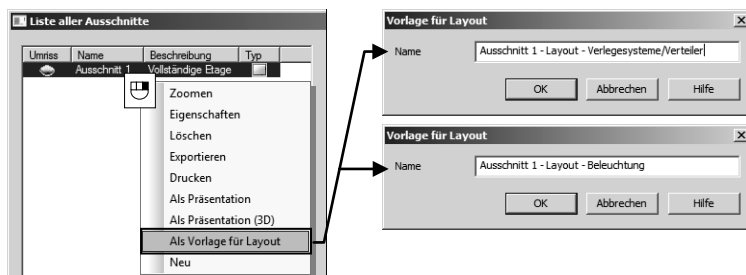 Liste aller Ausschnitte
Umriss Name Beschreibung Typ
Ausschnitt 1 Vollständige Etage
Zoomen
Eigenschaften
Löschen
Exportieren
Drucken
Als Präsentation
Als Präsentation (3D)
Als Vorlage für Layout
Neu
Vorlage für Layout
Name Ausschnitt 1 - Layout - Verlegesysteme/Verteiler
OK Abbrechen Hilfe
Vorlage für Layout
Name Ausschnitt 1 - Layout - Beleuchtung
OK Abbrechen Hilfe